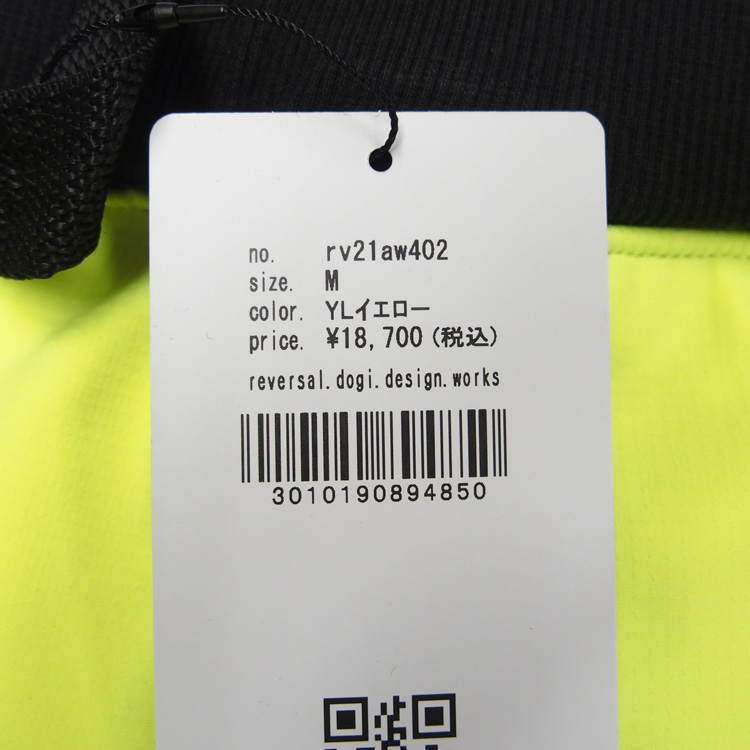 no. rv21aw402
size. M
color. YLイエロー
price. ¥18,700(税込)
reversal.dogi.design.works
3010190894850